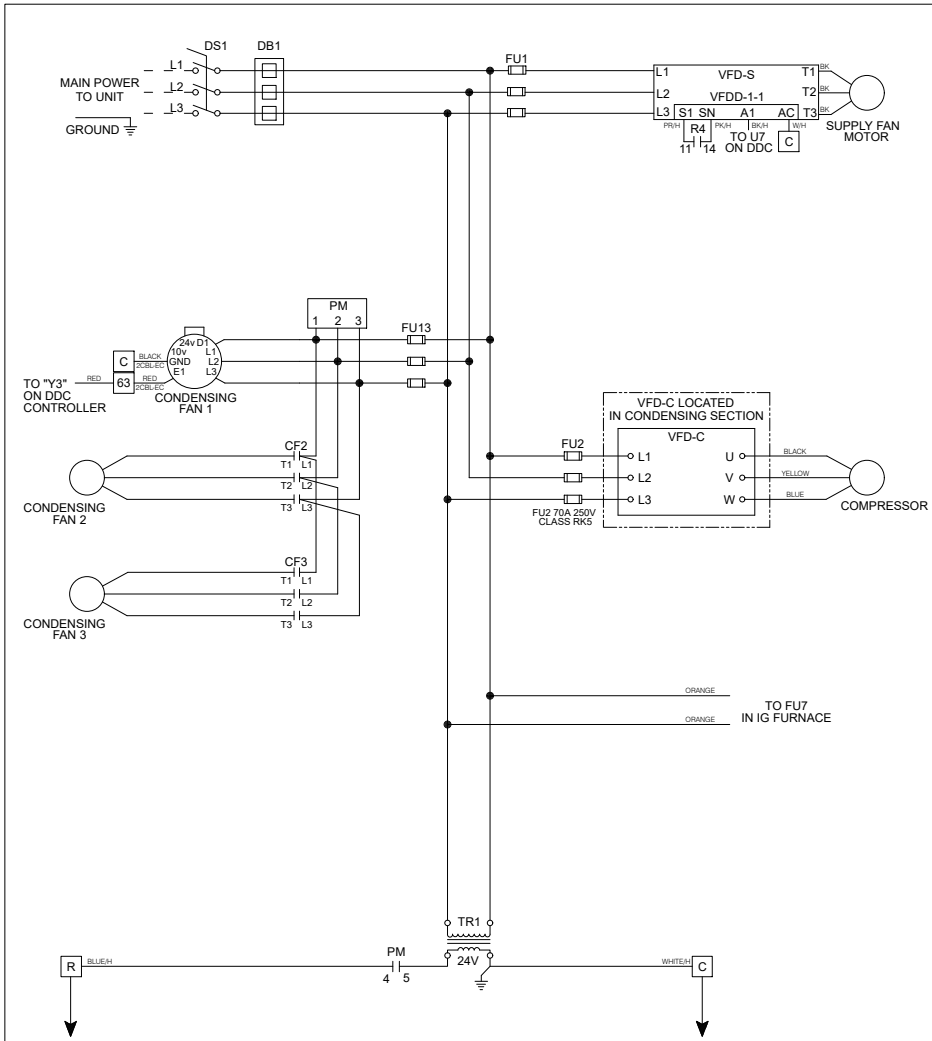 DS1 DB1
FU1
MAIN POWER
TO UNIT
L1
L2
L3
GROUND
L1 VFD-S T1 BK
L2 VFDD-1-1 T2 BK
L3 S1 SN A1 AC T3 BK
PR/H R4 PK/H BK/H W/H
11 14
TO U7
ON DDC
C
SUPPLY FAN
MOTOR
PM
1 2 3
FU13
24v D1
10v L1
GND L2
E1 L3
C BLACK
2CBL-EC
TO "Y3"
ON DDC
CONTROLLER
RED 63 RED
2CBL-EC
CONDENSING
FAN 1
VFD-C LOCATED
IN CONDENSING SECTION
VFD-C
FU2
L1 U BLACK
L2 V YELLOW
L3 W BLUE
FU2 70A 250V
CLASS RK5
COMPRESSOR
CF2
T1 L1
T2 L2
T3 L3
CONDENSING
FAN 2
CF3
T1 L1
T2 L2
T3 L3
CONDENSING
FAN 3
ORANGE
ORANGE
TO FU7
IN IG FURNACE
TR1
24V
R BLUE/H
PM
4 5
WHITE/H C